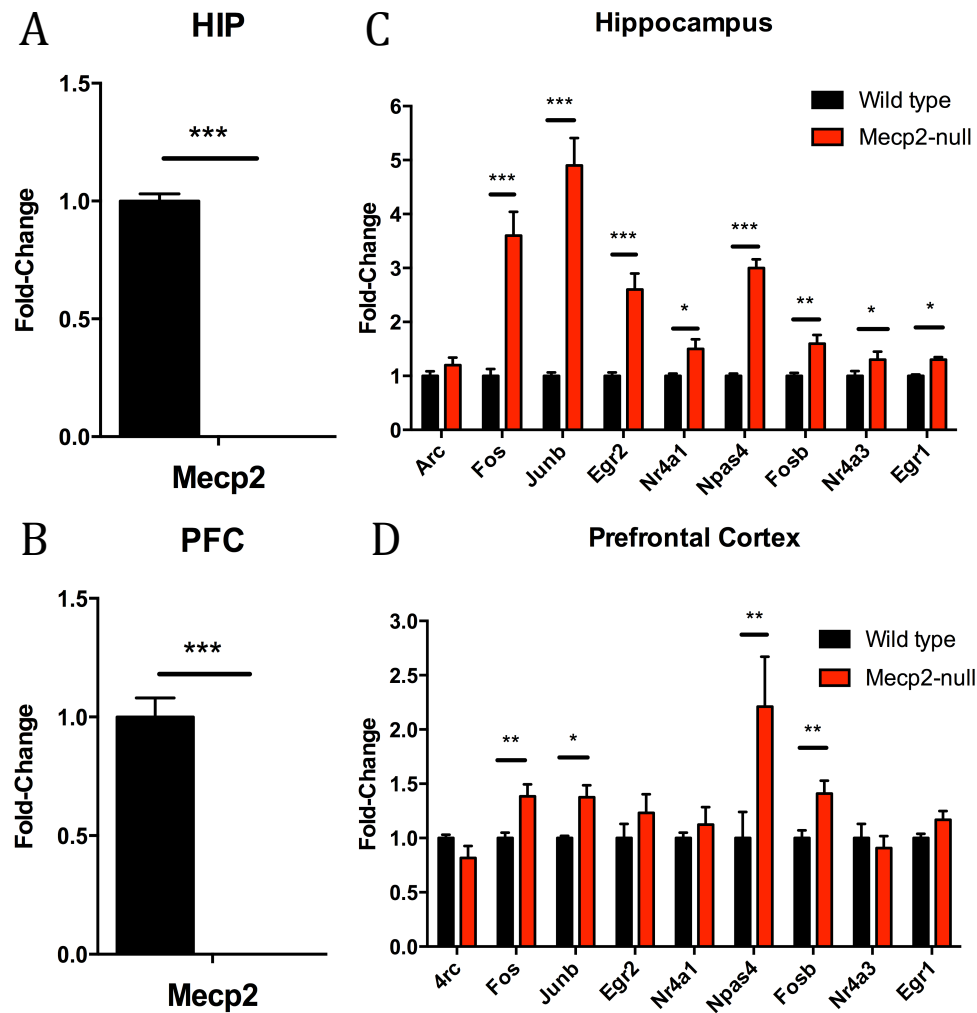 A
HIP
1.5
1.0
0.5
0.0
Fold-Change
***
Mecp2
C
Hippocampus
Wild type
Mecp2-null
6
5
4
3
2
1
0
Fold-Change
***
***
***
*
***
**
*
*
Arc
Fos
Junb
Egr2
Nr4a1
Npas4
Fosb
Nr4a3
Egr1
B
PFC
1.5
1.0
0.5
0.0
Fold-Change
***
Mecp2
D
Prefrontal Cortex
Wild type
Mecp2-null
3.0
2.5
2.0
1.5
1.0
0.5
0.0
Fold-Change
**
*
**
**
4rc
Fos
Junb
Egr2
Nr4a1
Npas4
Fosb
Nr4a3
Egr1